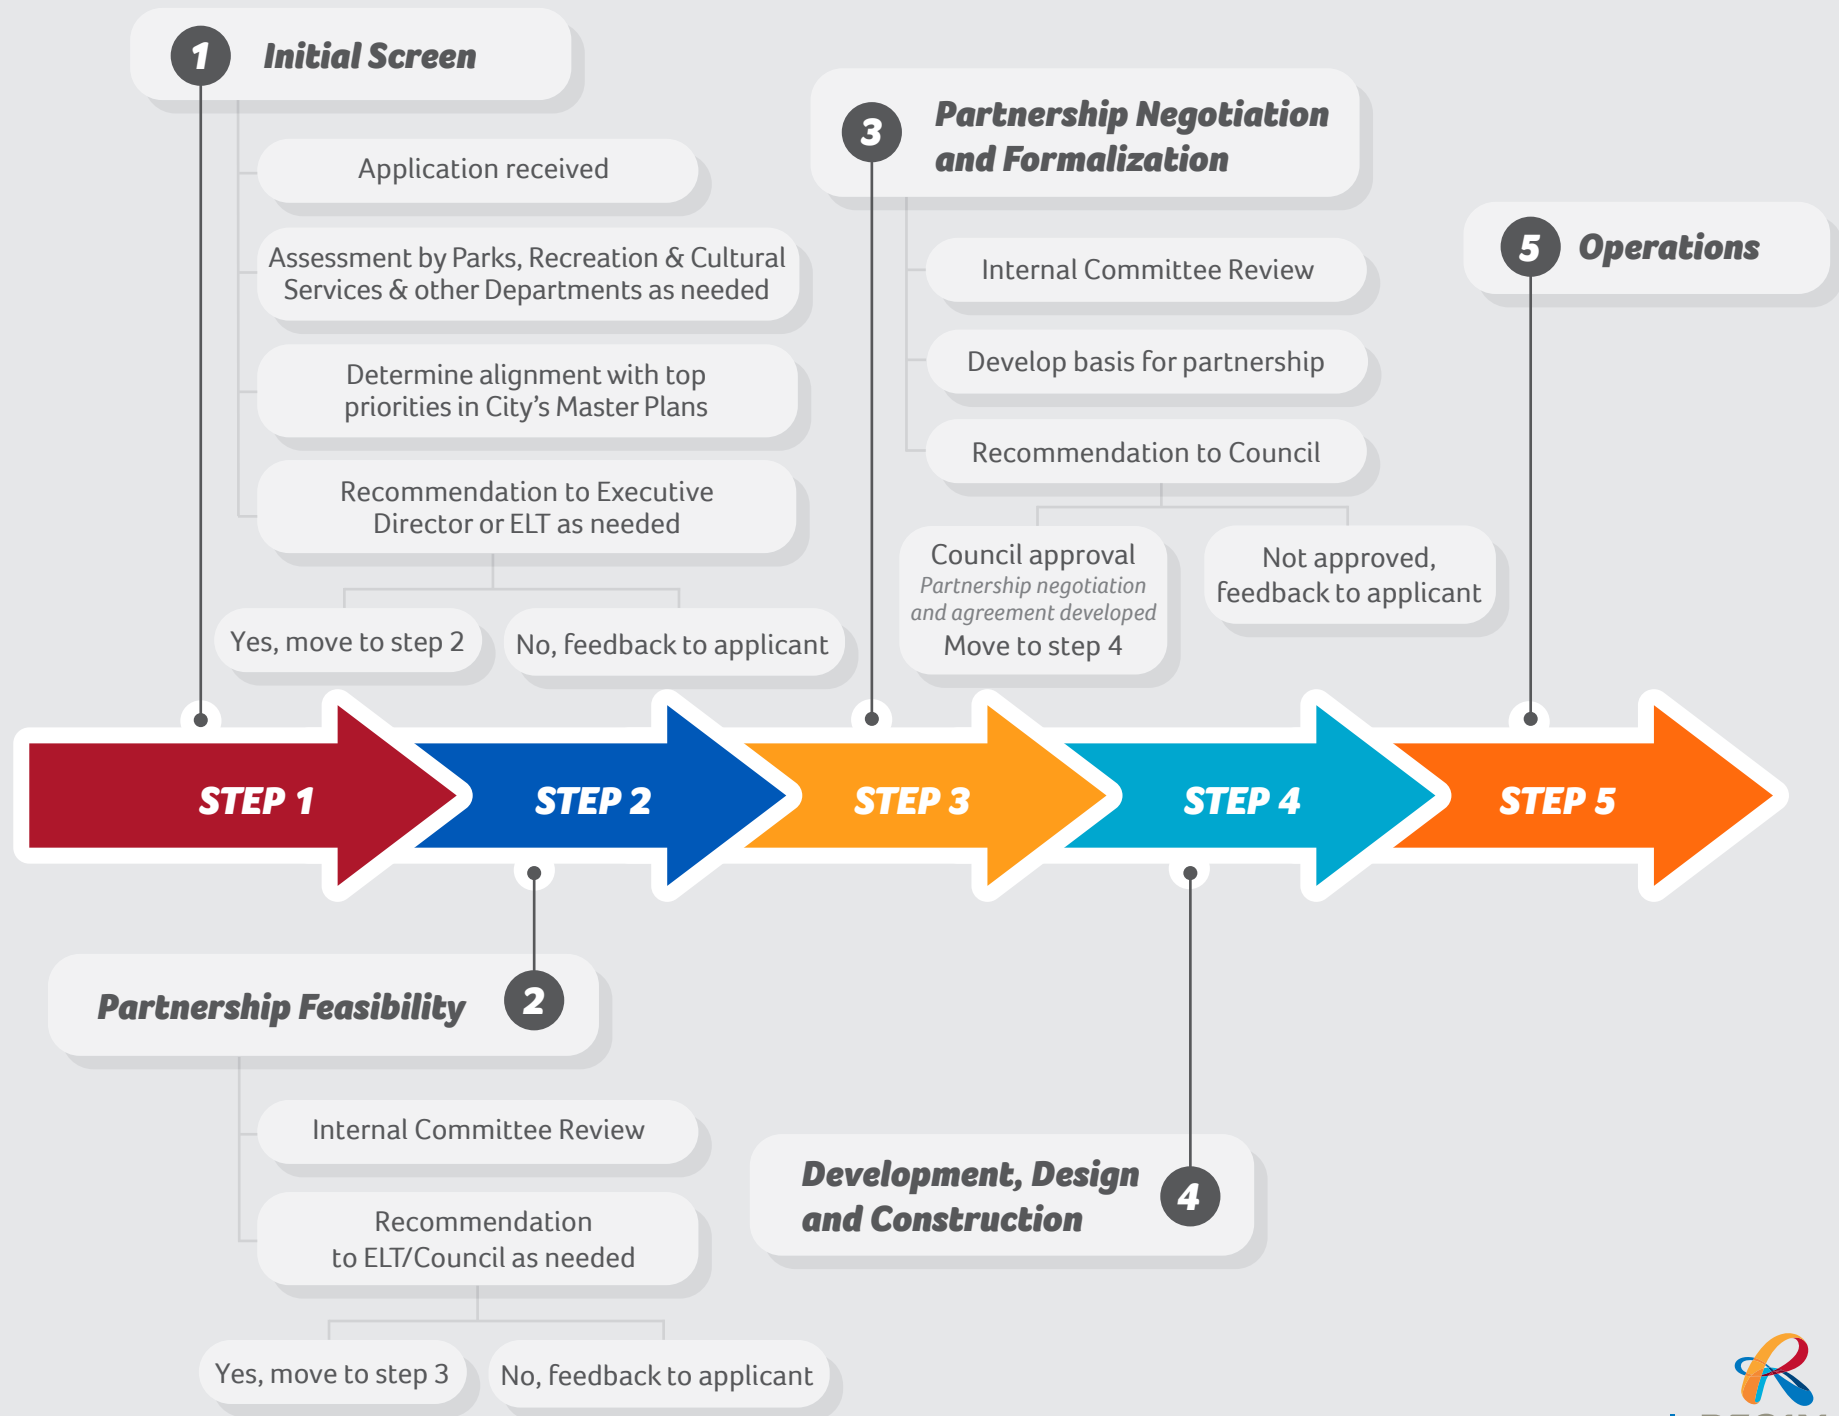 1 Initial Screen
Application received
Assessment by Parks, Recreation & Cultural
Services & other Departments as needed
Determine alignment with top
priorities in City's Master Plans
Recommendation to Executive
Director or ELT as needed
Yes, move to step 2
No, feedback to applicant
3 Partnership Negotiation
and Formalization
Internal Committee Review
Develop basis for partnership
Recommendation to Council
Council approval
Partnership negotiation
and agreement developed
Move to step 4
Not approved,
feedback to applicant
5 Operations
STEP 1
STEP 2
STEP 3
STEP 4
STEP 5
Partnership Feasibility 2
Internal Committee Review
Recommendation
to ELT/Council as needed
Yes, move to step 3
No, feedback to applicant
Development, Design
and Construction 4